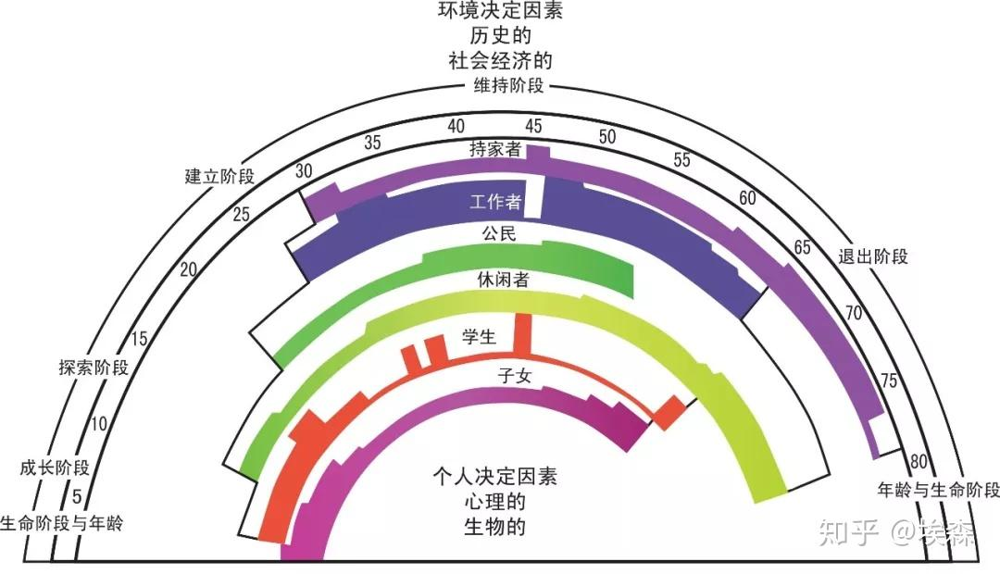 环境决定因素
历史的
社会经济的
维持阶段
40
45
35
50
持家者
55
建立阶段
30
25
工作者
60
公民
65
退出阶段
20
休闲者
70
15
学生
探索阶段
子女
75
10
成长阶段
80
个人决定因素
5
年龄与生命阶段
心理的
生命阶段与年龄
生物的
知乎 @埃森